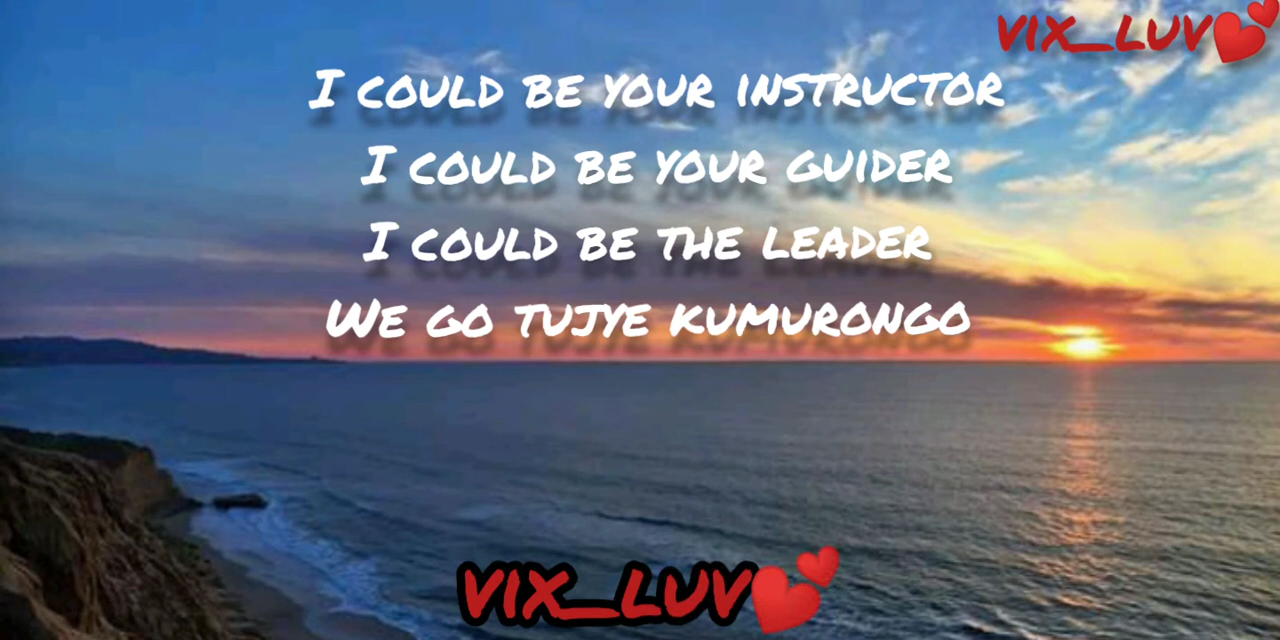 VIX_LUV💕
I COULD BE YOUR INSTRUCTOR
I COULD BE YOUR GUIDER
I COULD BE THE LEADER
WE GO TUJYE KUMURONGO
VIX_LUV💕